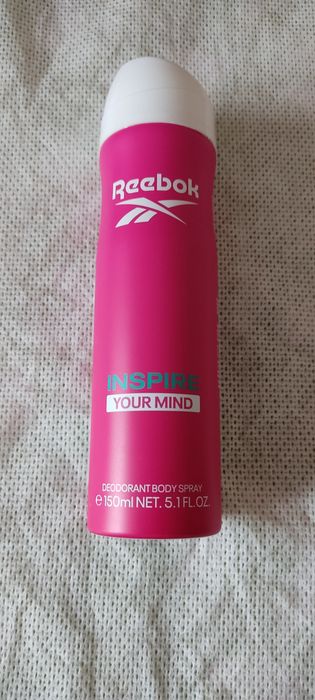 Reebok
INSPIRE
YOUR MIND
DEODORANT BODY SPRAY
℮ 150ml NET. 5.1 FL.OZ.